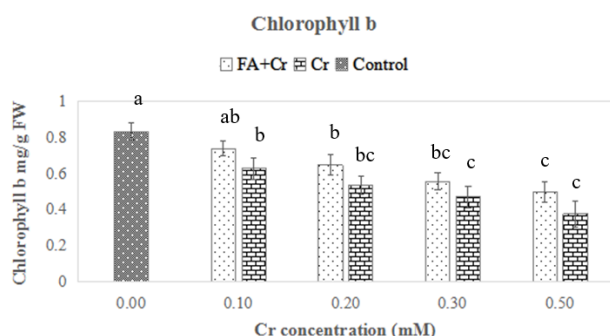 Chlorophyll b
FA+Cr Cr Control
Chlorophyll b mg/g FW
1
0.8
0.6
0.4
0.2
0
a
ab
b
b
bc
bc
c
c
c
0.00 0.10 0.20 0.30 0.50
Cr concentration (mM)